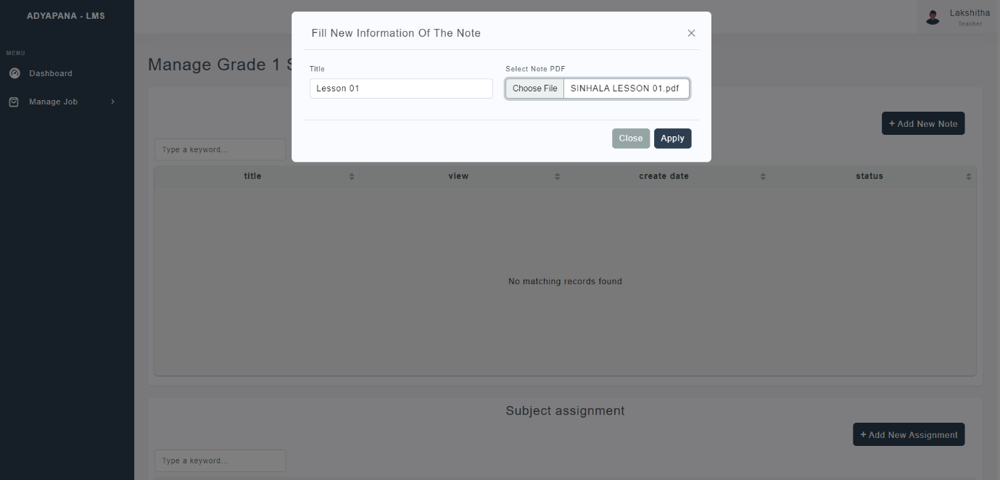 ADYAPANA - LMS
Lakshitha
Teacher
MENU
Dashboard
Manage Job
Manage Grade 1 S
Fill New Information Of The Note
Title
Select Note PDF
Lesson 01
Choose File
SINHALA LESSON 01.pdf
Close
Apply
+ Add New Note
Type a keyword...
title
view
create date
status
No matching records found
Subject assignment
+ Add New Assignment
Type a keyword...